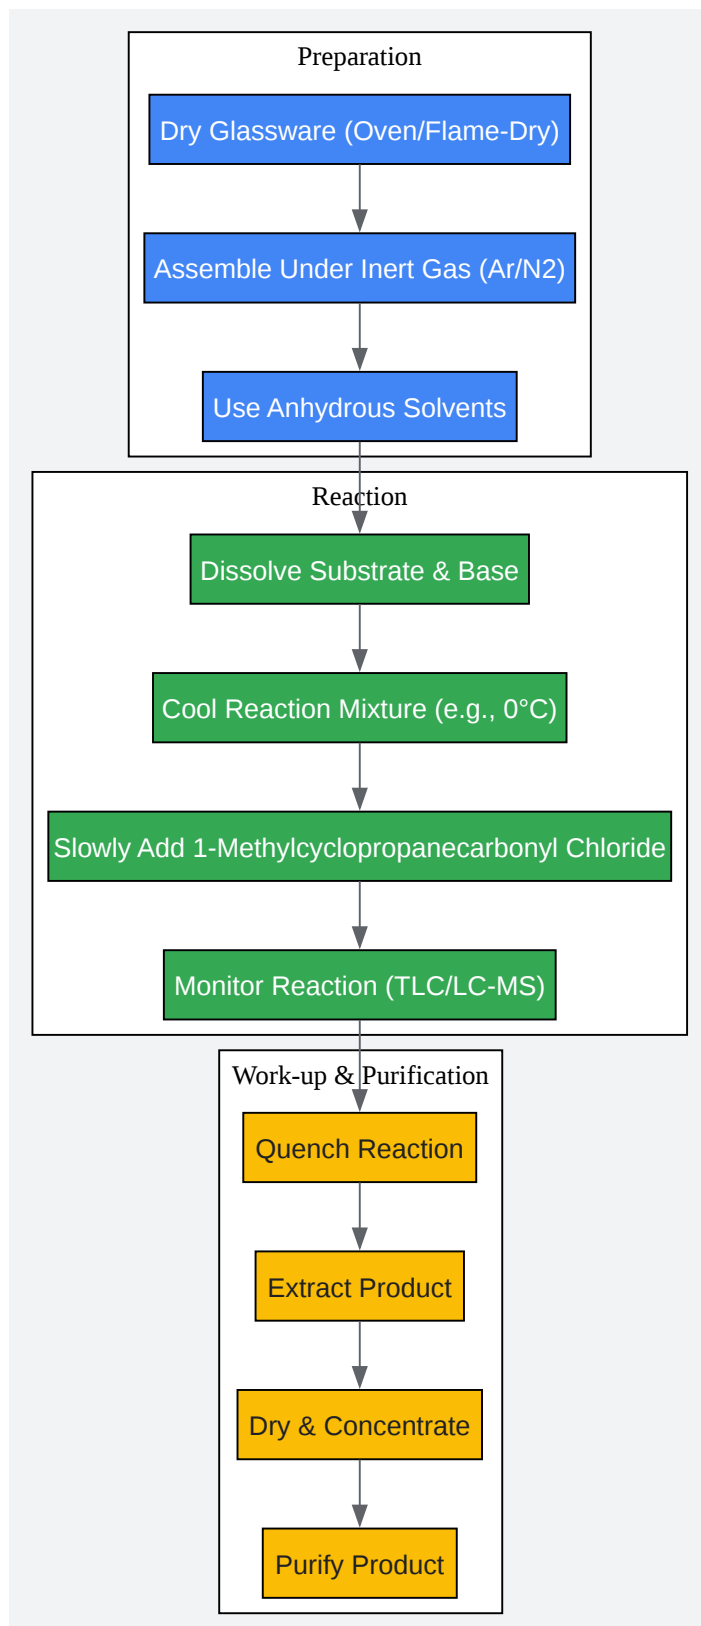 Preparation
Dry Glassware (Oven/Flame-Dry)
Assemble Under Inert Gas (Ar/N2)
Use Anhydrous Solvents
Reaction
Dissolve Substrate & Base
Cool Reaction Mixture (e.g., 0°C)
Slowly Add 1-Methylcyclopropanecarbonyl Chloride
Monitor Reaction (TLC/LC-MS)
Work-up & Purification
Quench Reaction
Extract Product
Dry & Concentrate
Purify Product